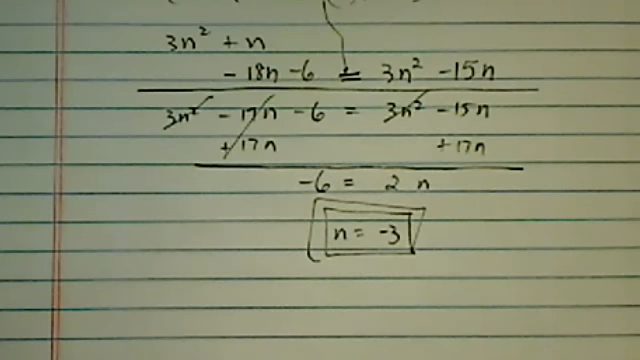 3n² + n
- 18n - 6 = 3n² - 15n
3n² - 17n - 6 = 3n² - 15n
+ 17n + 17n
-6 = 2n
n = -3